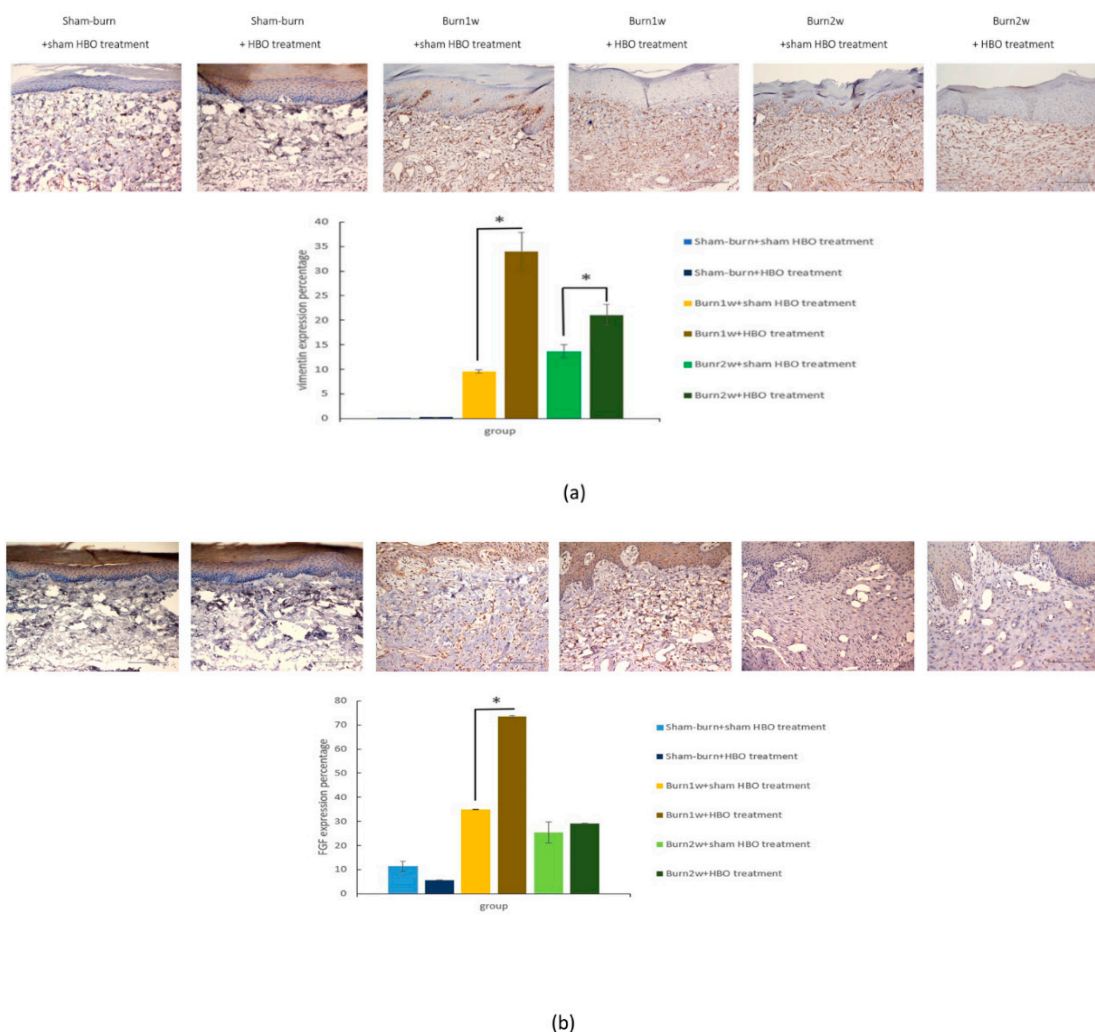 Sham-burn
+sham HBO treatment
Sham-burn
+ HBO treatment
Burn1w
+sham HBO treatment
Burn1w
+ HBO treatment
Burn2w
+sham HBO treatment
Burn2w
+ HBO treatment
vimentin expression percentage
40
35
30
25
20
15
10
5
0
*
*
group
Sham-burn+sham HBO treatment
Sham-burn+HBO treatment
Burn1w+sham HBO treatment
Burn1w+HBO treatment
Bunr2w+sham HBO treatment
Burn2w+HBO treatment
(a)
FGF expression percentage
80
70
60
50
40
30
20
10
0
*
group
Sham-burn+sham HBO treatment
Sham-burn+HBO treatment
Burn1w+sham HBO treatment
Burn1w+HBO treatment
Burn2w+sham HBO treatment
Burn2w+HBO treatment
(b)